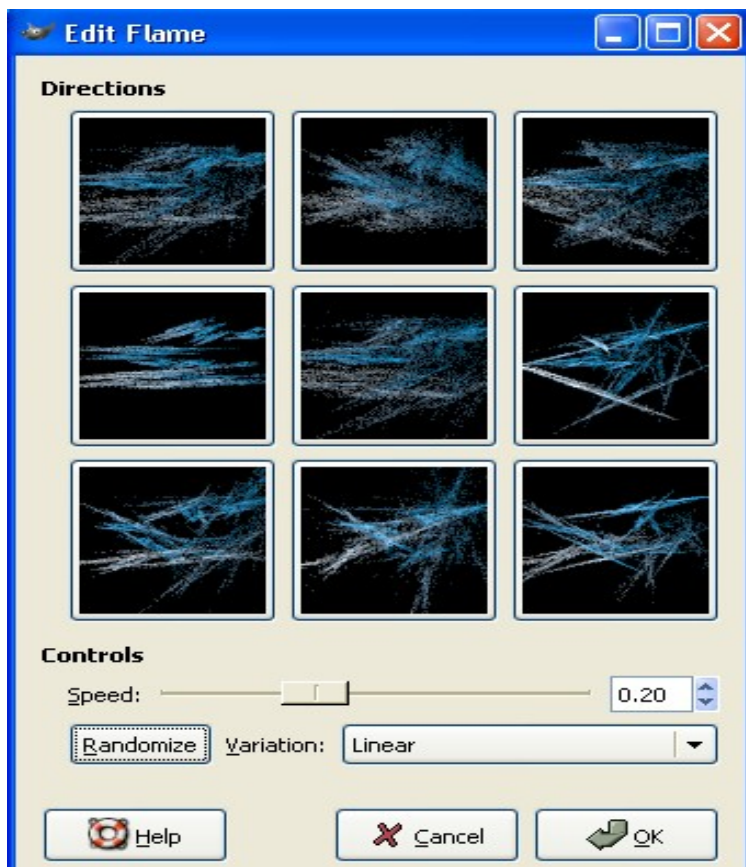 Edit Flame
Directions
Controls
Speed: 0.20
Randomize Variation: Linear
Help Cancel OK